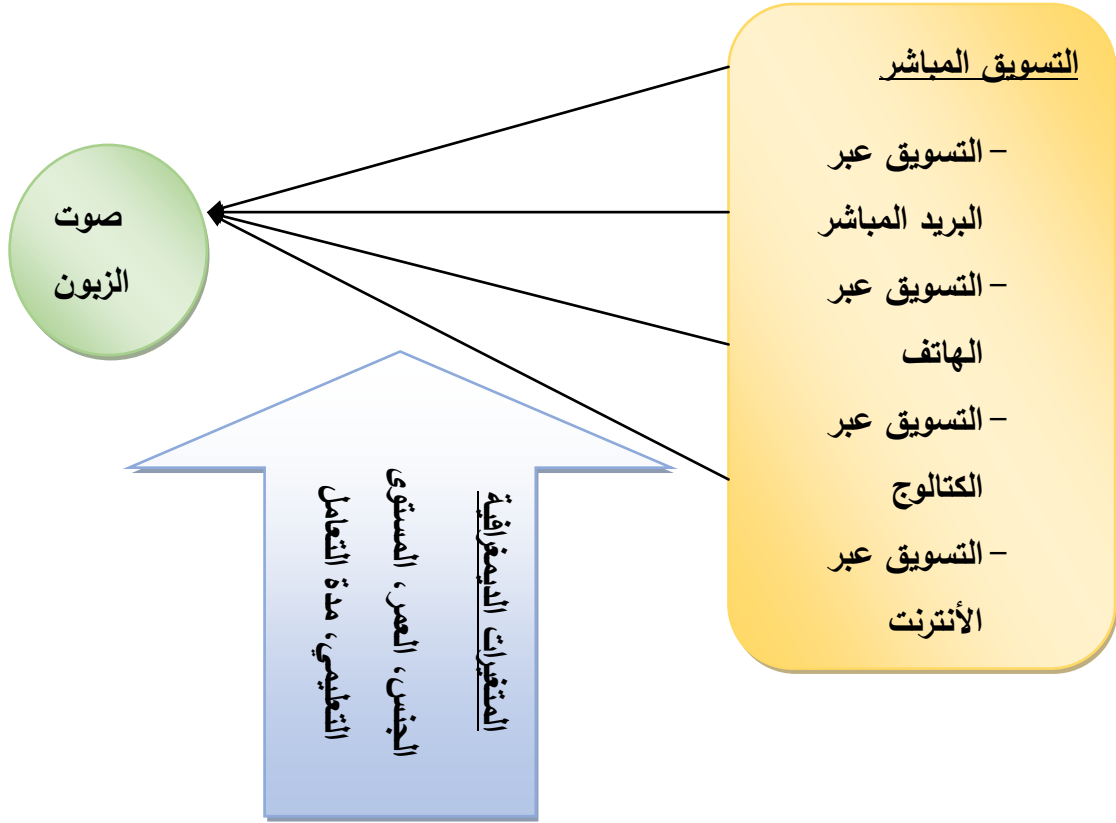 التسويق المباشر
- التسويق عبر
البريد المباشر
- التسويق عبر
الهاتف
- التسويق عبر
الكتالوج
- التسويق عبر
الأنترنت
صوت
الزبون
المتغيرات الديمغرافية
الجنس، العمر، المستوى
التعليمي، مدة التعامل